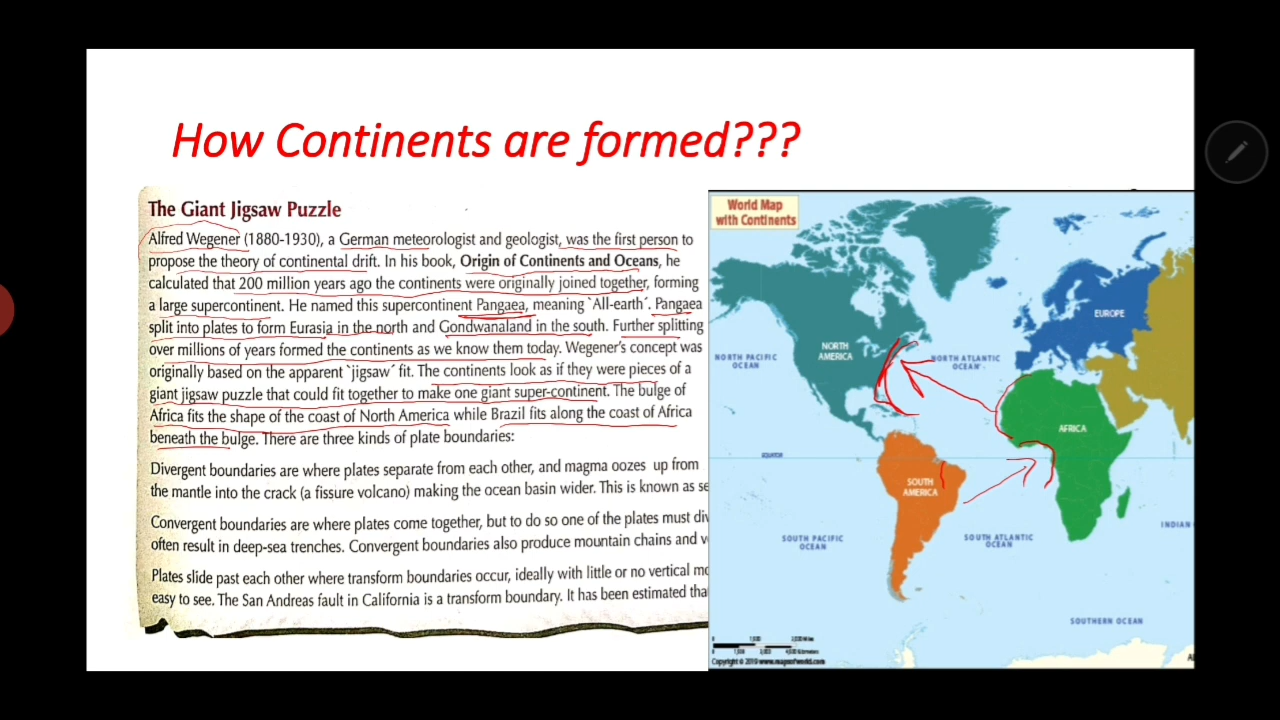 How Continents are formed???
The Giant Jigsaw Puzzle
Alfred Wegener (1880-1930), a German meteorologist and geologist, was the first person to
propose the theory of continental drift. In his book, Origin of Continents and Oceans, he
calculated that 200 million years ago the continents were originally joined together, forming
a large supercontinent. He named this supercontinent Pangaea, meaning `All-earth´. Pangaea
split into plates to form Eurasia in the north and Gondwanaland in the south. Further splitting
over millions of years formed the continents as we know them today. Wegener's concept was
originally based on the apparent `jigsaw´ fit. The continents look as if they were pieces of a
giant jigsaw puzzle that could fit together to make one giant super-continent. The bulge of
Africa fits the shape of the coast of North America while Brazil fits along the coast of Africa
beneath the bulge. There are three kinds of plate boundaries:
Divergent boundaries are where plates separate from each other, and magma oozes up from
the mantle into the crack (a fissure volcano) making the ocean basin wider. This is known as se
Convergent boundaries are where plates come together, but to do so one of the plates must di
often result in deep-sea trenches. Convergent boundaries also produce mountain chains and v
Plates slide past each other where transform boundaries occur, ideally with little or no vertical mo
easy to see. The San Andreas fault in California is a transform boundary. It has been estimated tha
World Map
with Continents
EUROPE
NORTH
AMERICA
NORTH PACIFIC
OCEAN
NORTH ATLANTIC
OCEAN
AFRICA
EQUATOR
SOUTH
AMERICA
INDIAN
SOUTH PACIFIC
OCEAN
SOUTH ATLANTIC
OCEAN
SOUTHERN OCEAN
Copyright © 2019 www.mapsofworld.com